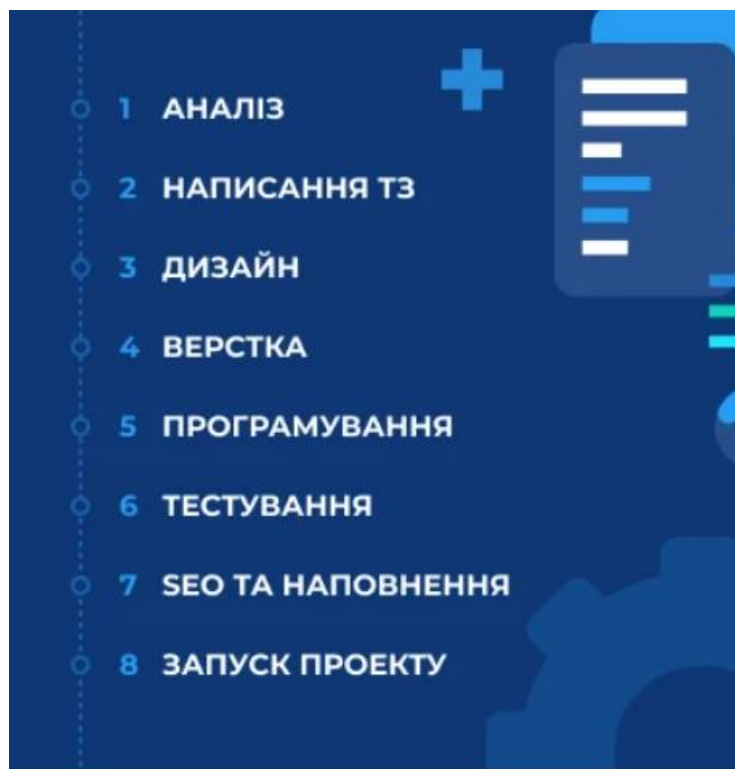 1 АНАЛІЗ
2 НАПИСАННЯ ТЗ
3 ДИЗАЙН
4 ВЕРСТКА
5 ПРОГРАМУВАННЯ
6 ТЕСТУВАННЯ
7 SEO ТА НАПОВНЕННЯ
8 ЗАПУСК ПРОЕКТУ